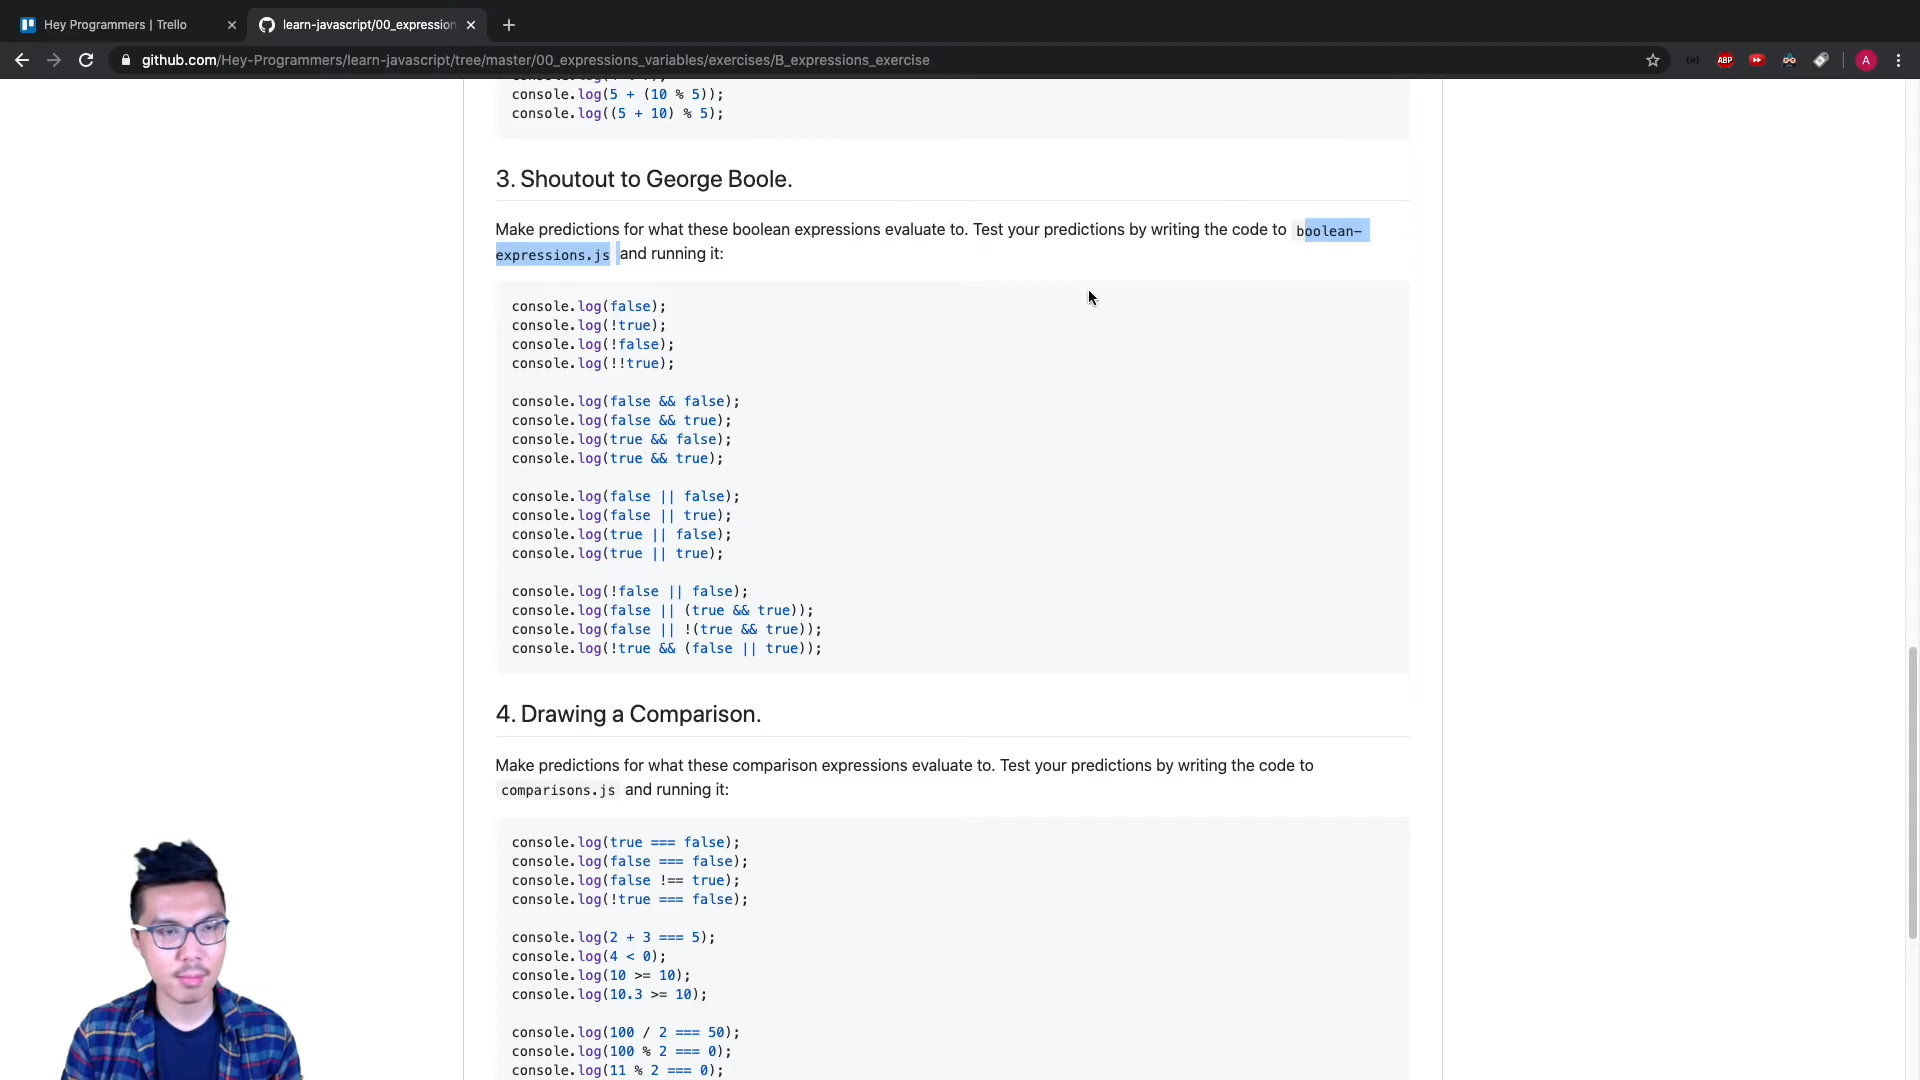 Hey Programmers | Trello
learn-javascript/00_expression
github.com/Hey-Programmers/learn-javascript/tree/master/00_expressions_variables/exercises/B_expressions_exercise
ABP
A
console.log(5 + (10 % 5));
console.log((5 + 10) % 5);
3. Shoutout to George Boole.
Make predictions for what these boolean expressions evaluate to. Test your predictions by writing the code to boolean-
expressions.js and running it:
console.log(false);
console.log(!true);
console.log(!false);
console.log(!!true);
console.log(false && false);
console.log(false && true);
console.log(true && false);
console.log(true && true);
console.log(false || false);
console.log(false || true);
console.log(true || false);
console.log(true || true);
console.log(!false || false);
console.log(false || (true && true));
console.log(false || !(true && true));
console.log(!true && (false || true));
4. Drawing a Comparison.
Make predictions for what these comparison expressions evaluate to. Test your predictions by writing the code to
comparisons.js and running it:
console.log(true === false);
console.log(false === false);
console.log(false !== true);
console.log(!true === false);
console.log(2 + 3 === 5);
console.log(4 < 0);
console.log(10 >= 10);
console.log(10.3 >= 10);
console.log(100 / 2 === 50);
console.log(100 % 2 === 0);
console.log(11 % 2 === 0);